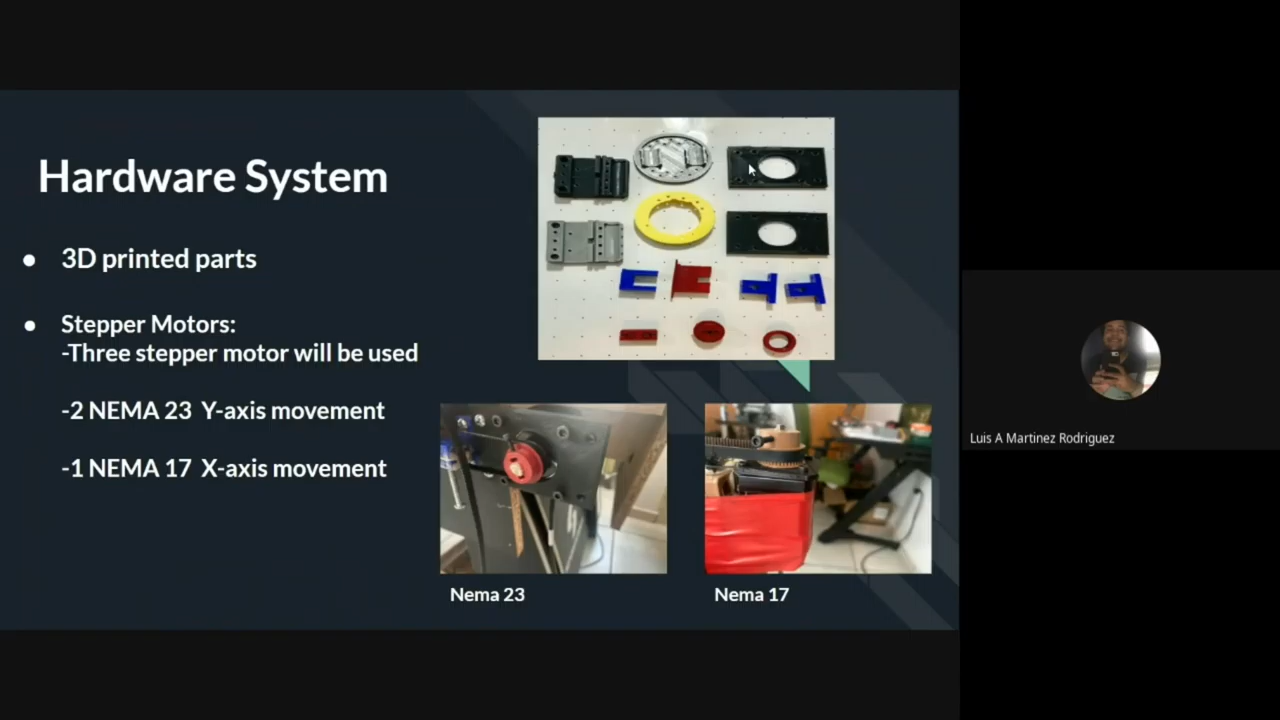 Hardware System
● 3D printed parts
● Stepper Motors:
-Three stepper motor will be used
-2 NEMA 23 Y-axis movement
-1 NEMA 17 X-axis movement
Nema 23
Nema 17
Luis A Martinez Rodriguez